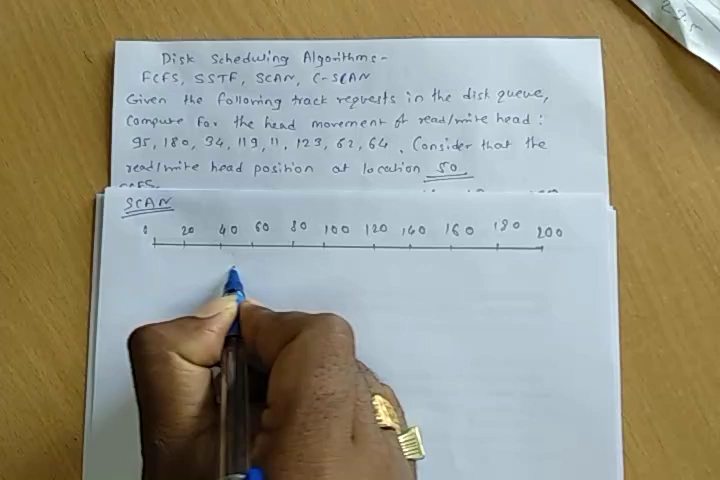 Disk Scheduling Algorithms-
FCFS, SSTF, SCAN, C-SCAN
Given the following track requests in the disk queue,
Compute for the head movement of read/write head :
95, 180, 34, 119, 11, 123, 62, 64. Consider that the
read/write head position at location 50.
SCAN
0 20 40 60 80 100 120 140 160 180 200